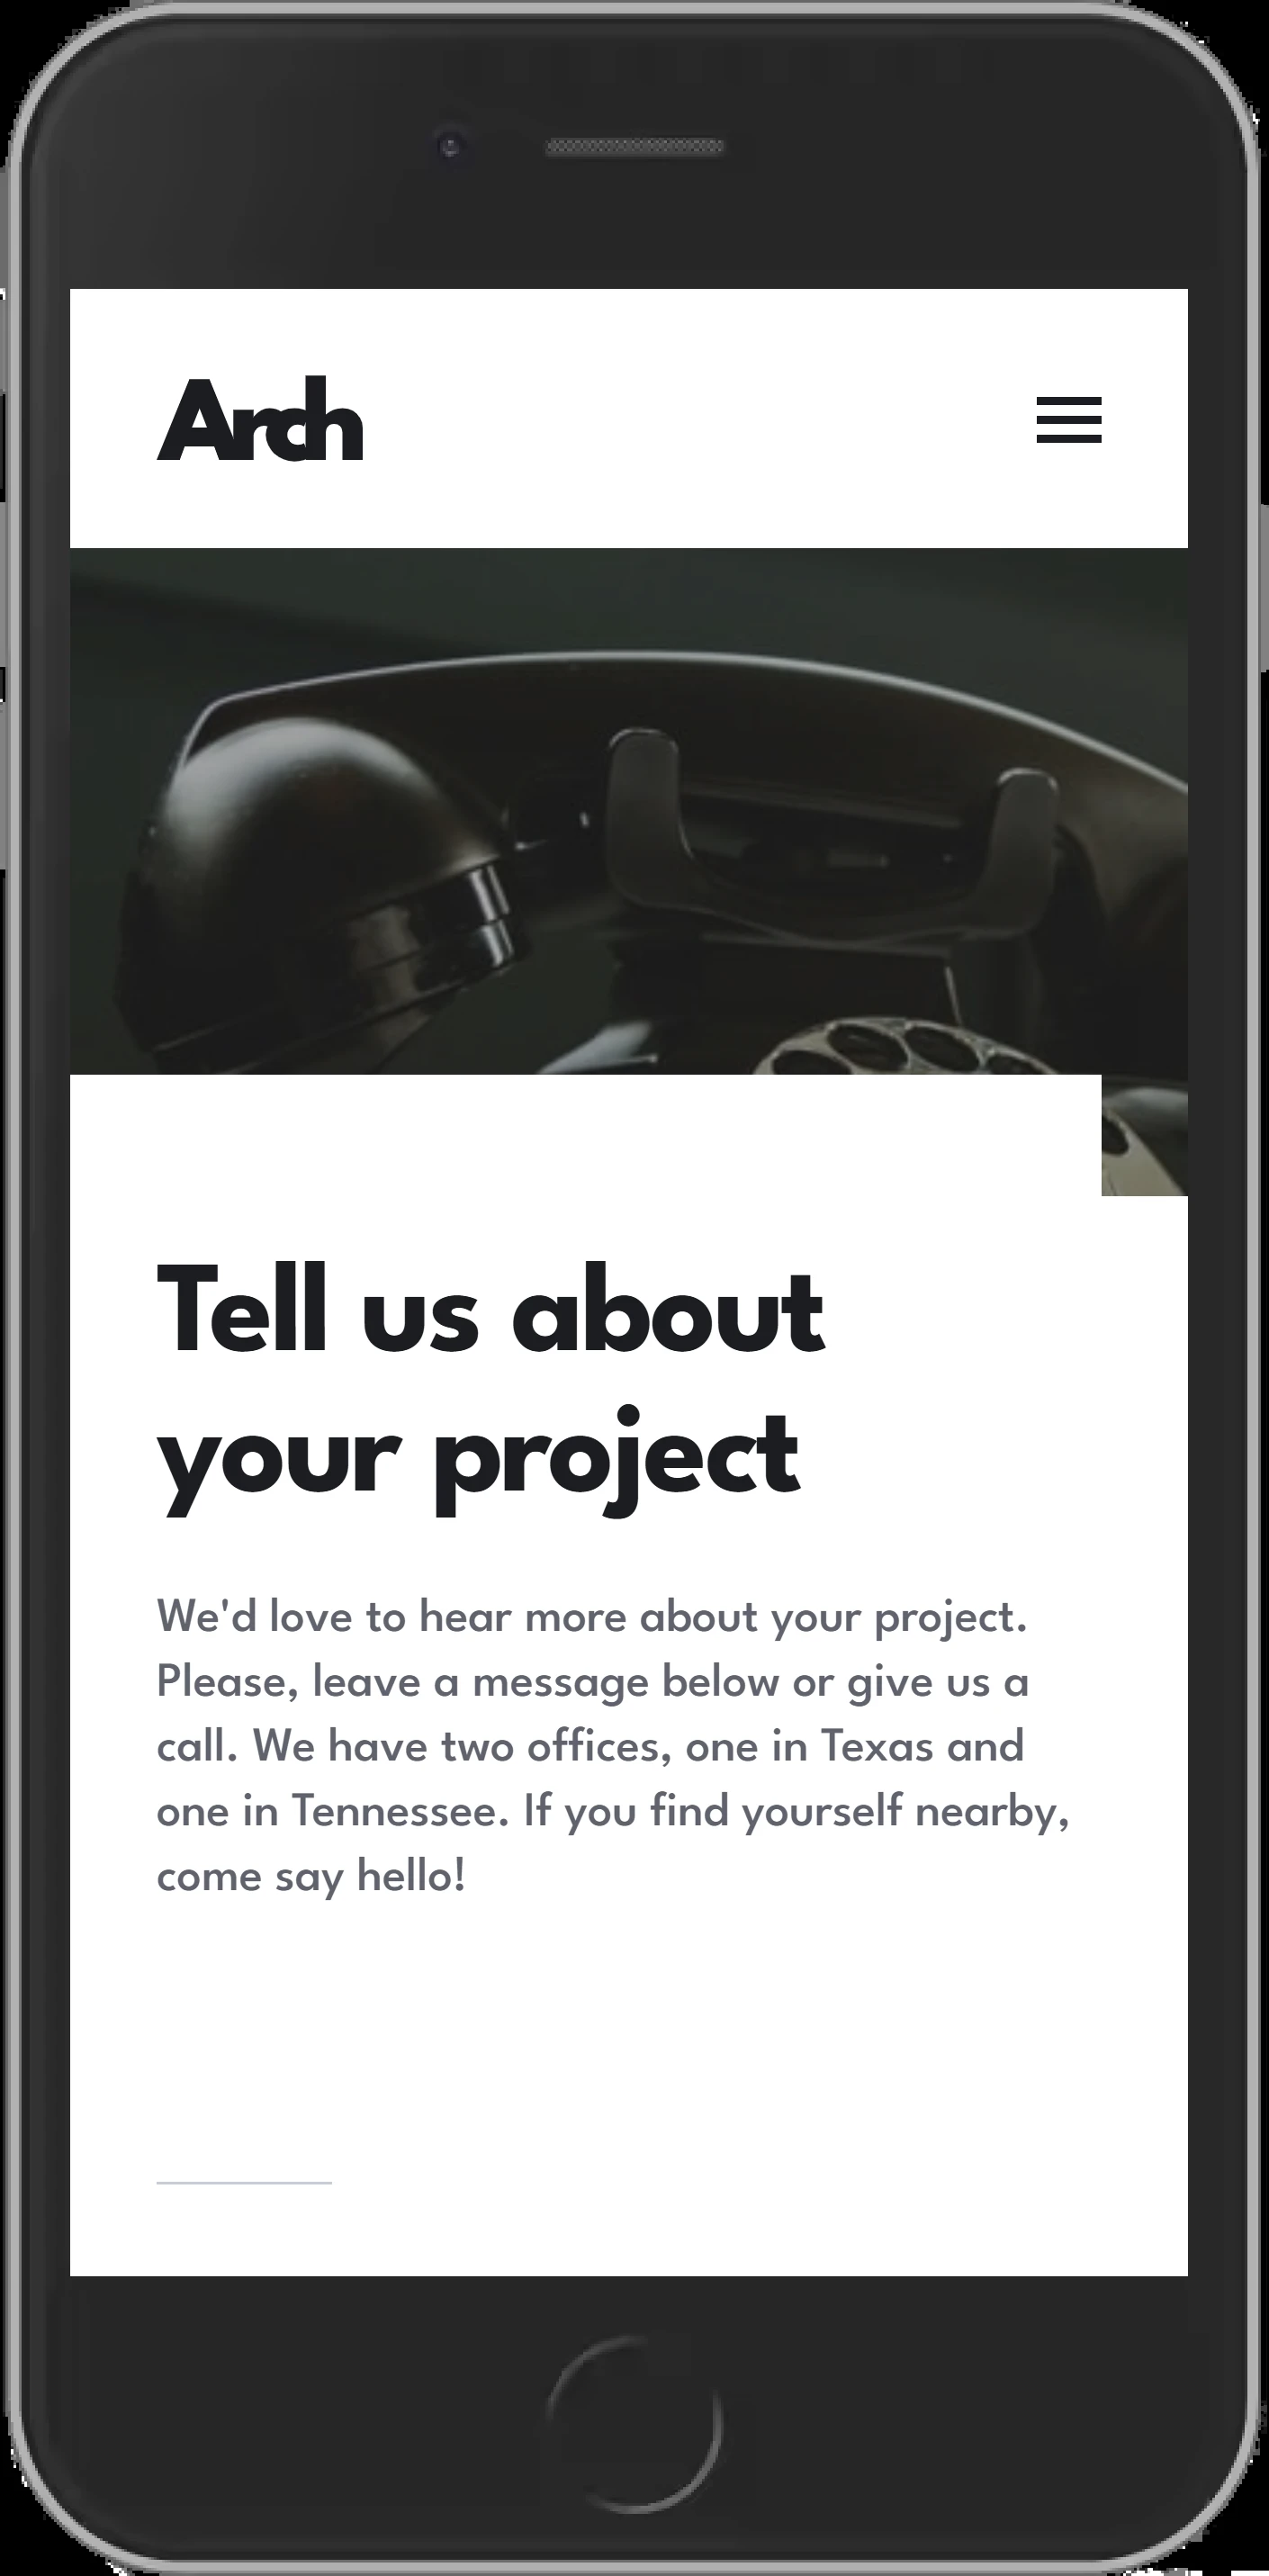 Arch
Tell us about
your project
We'd love to hear more about your project.
Please, leave a message below or give us a
call. We have two offices, one in Texas and
one in Tennessee. If you find yourself nearby,
come say hello!